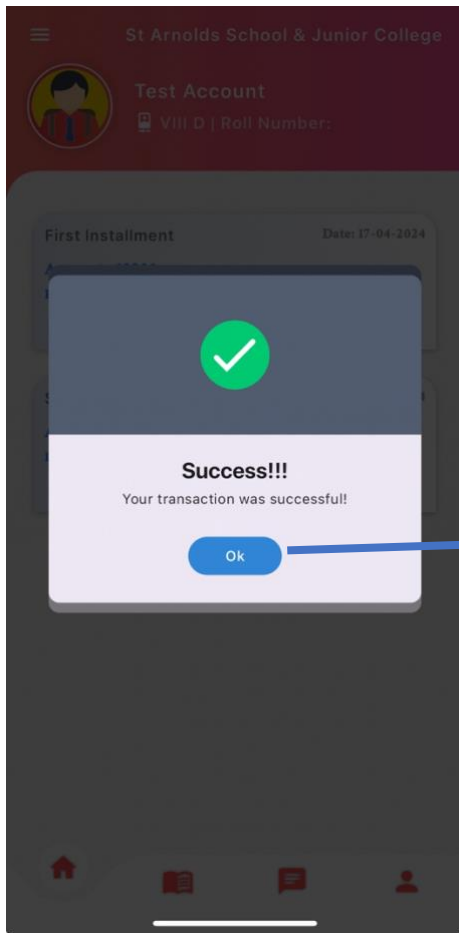 St Arnolds School & Junior College
Test Account
VIII D | Roll Number:
First Installment
Date: 17-04-2024
Success!!!
Your transaction was successful!
Ok